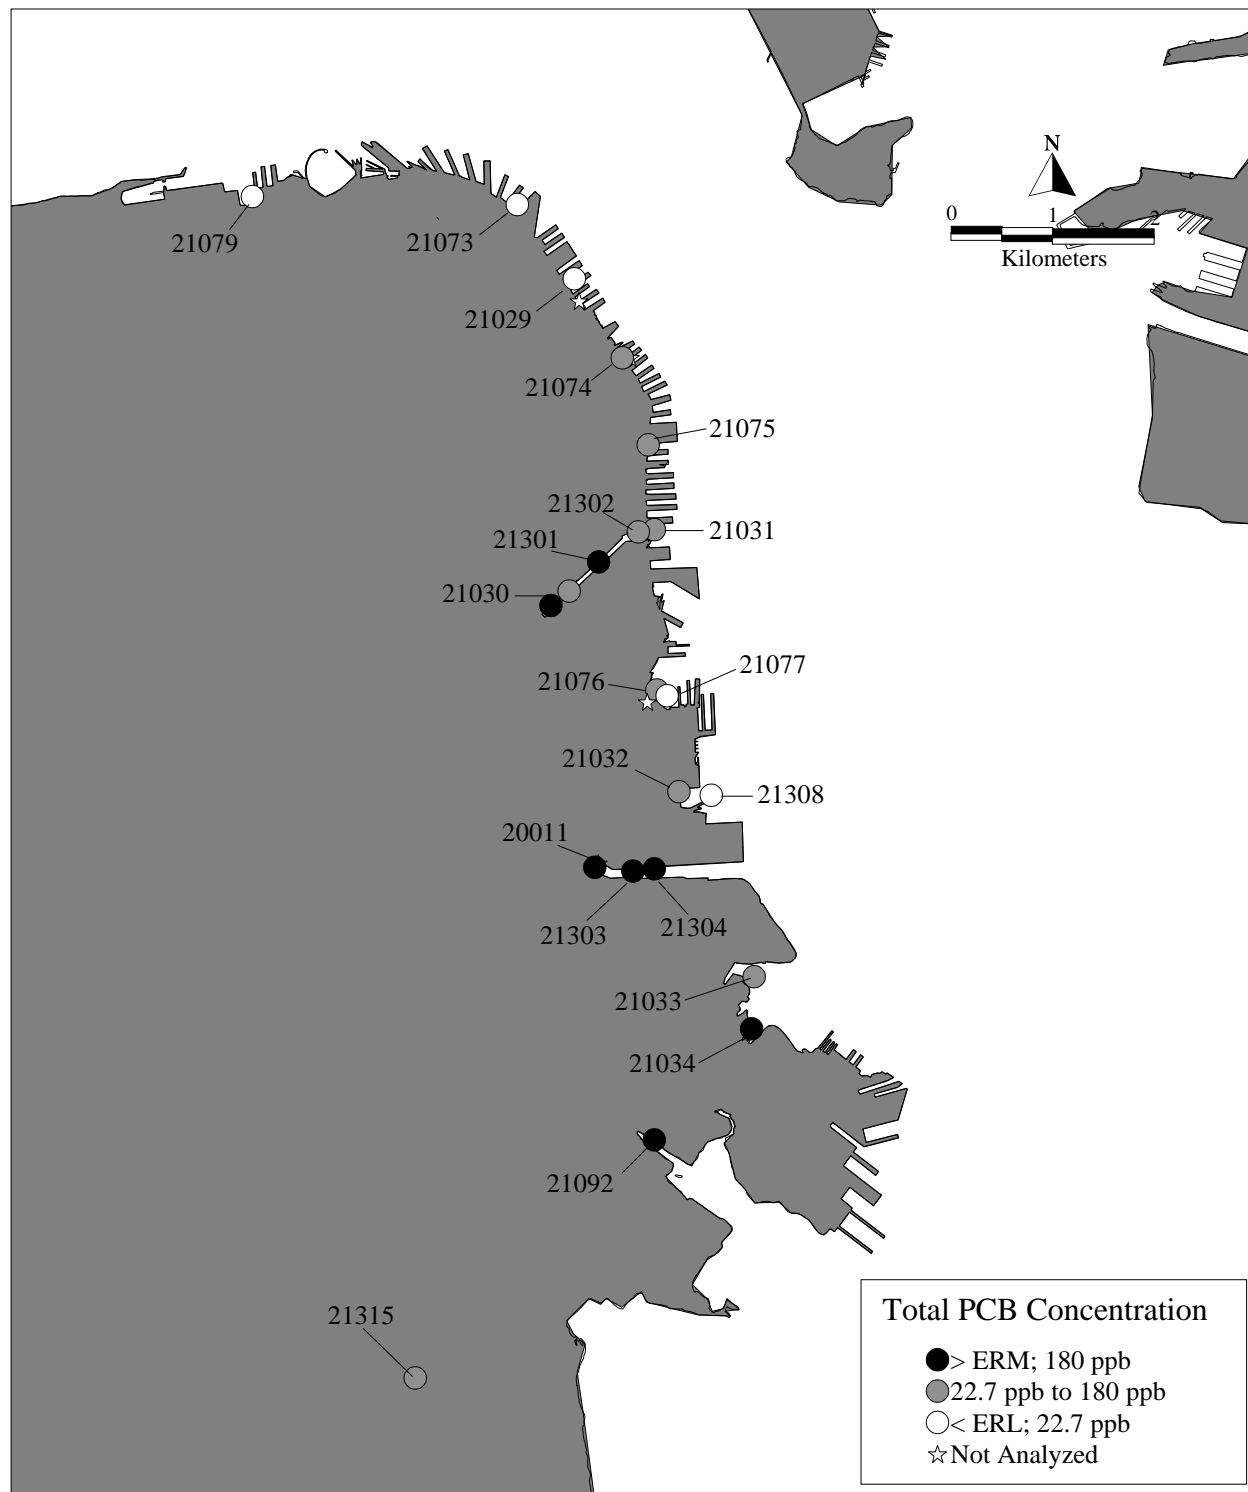 N
0 1 2
Kilometers
21079
21073
21029
21074
21075
21302
21031
21301
21030
21077
21076
21032
21308
20011
21303
21304
21033
21034
21092
21315
Total PCB Concentration
> ERM; 180 ppb
22.7 ppb to 180 ppb
< ERL; 22.7 ppb
Not Analyzed